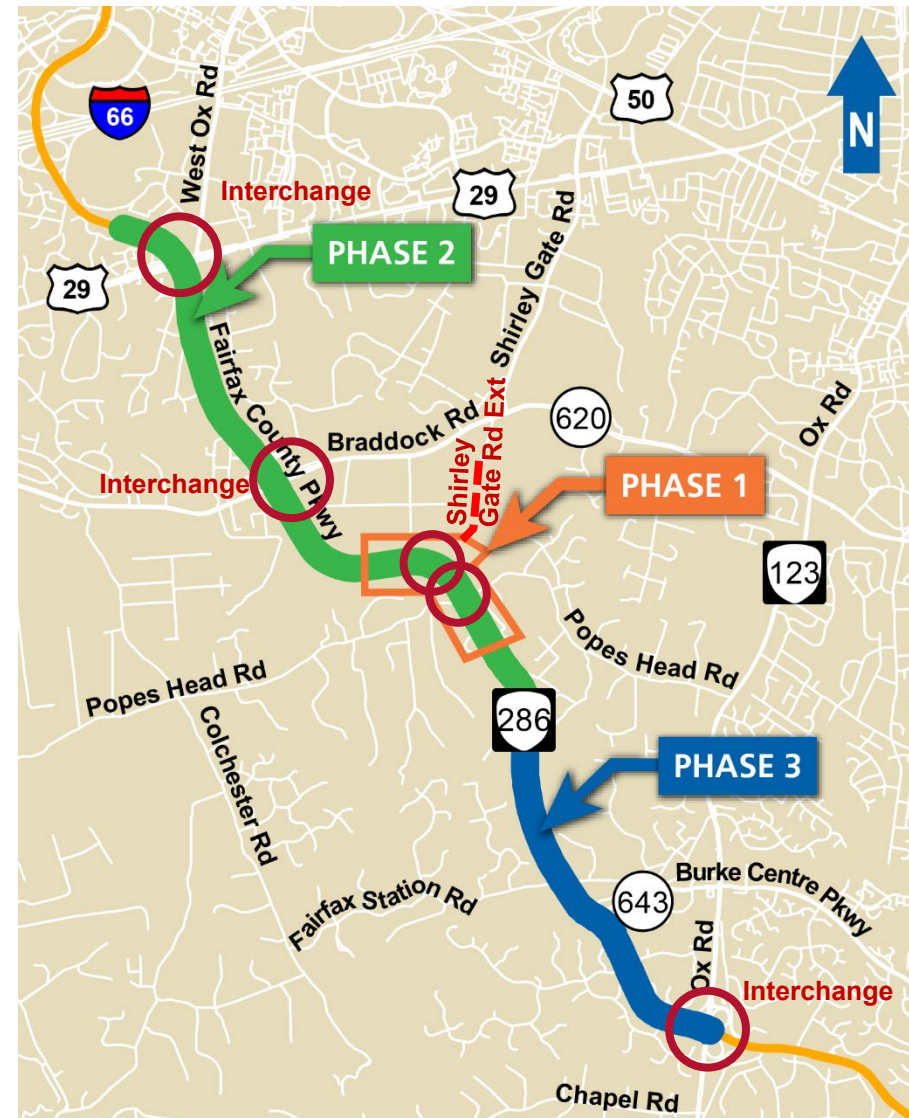 66
West Ox Rd
50
N
Interchange
29
PHASE 2
29
Shirley Gate Rd
Fairfax County Pkwy
Braddock Rd
620
Ox Rd
Interchange
Shirley
Gate Rd Ext
PHASE 1
123
Popes Head Rd
Popes Head Rd
286
Colchester Rd
PHASE 3
Burke Centre Pkwy
643
Fairfax Station Rd
Ox Rd
Interchange
Chapel Rd